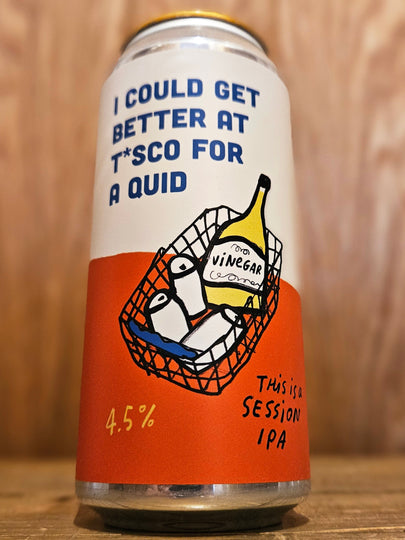 I COULD GET
BETTER AT
T*SCO FOR
A QUID
VINEGAR
4.5%
THIS IS A
SESSION
IPA